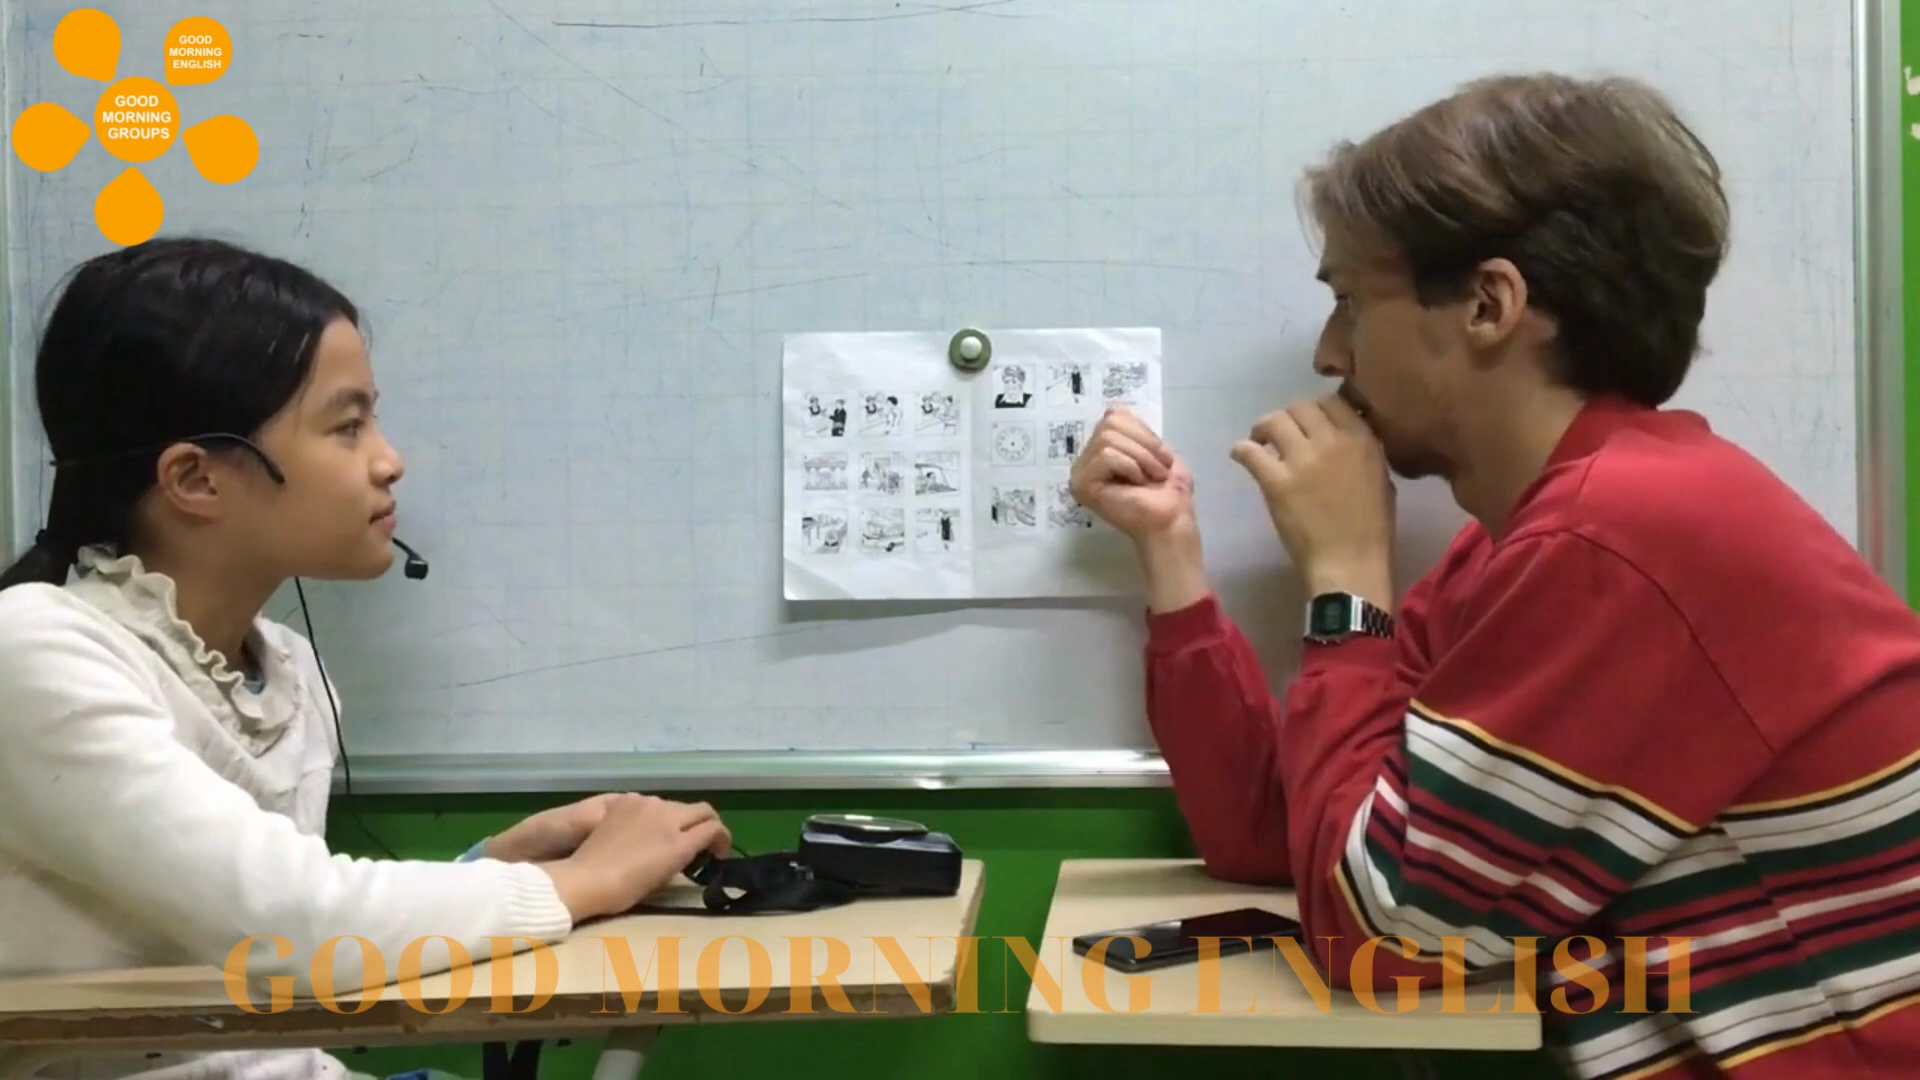 GOOD
MORNING
ENGLISH
GOOD
MORNING
GROUPS
GOOD MORNING ENGLISH